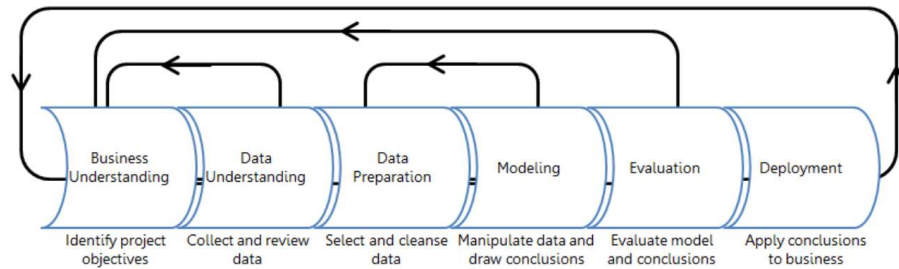 Business
Understanding
Data
Understanding
Data
Preparation
Modeling
Evaluation
Deployment
Identify project
objectives
Collect and review
data
Select and cleanse
data
Manipulate data and
draw conclusions
Evaluate model
and conclusions
Apply conclusions
to business